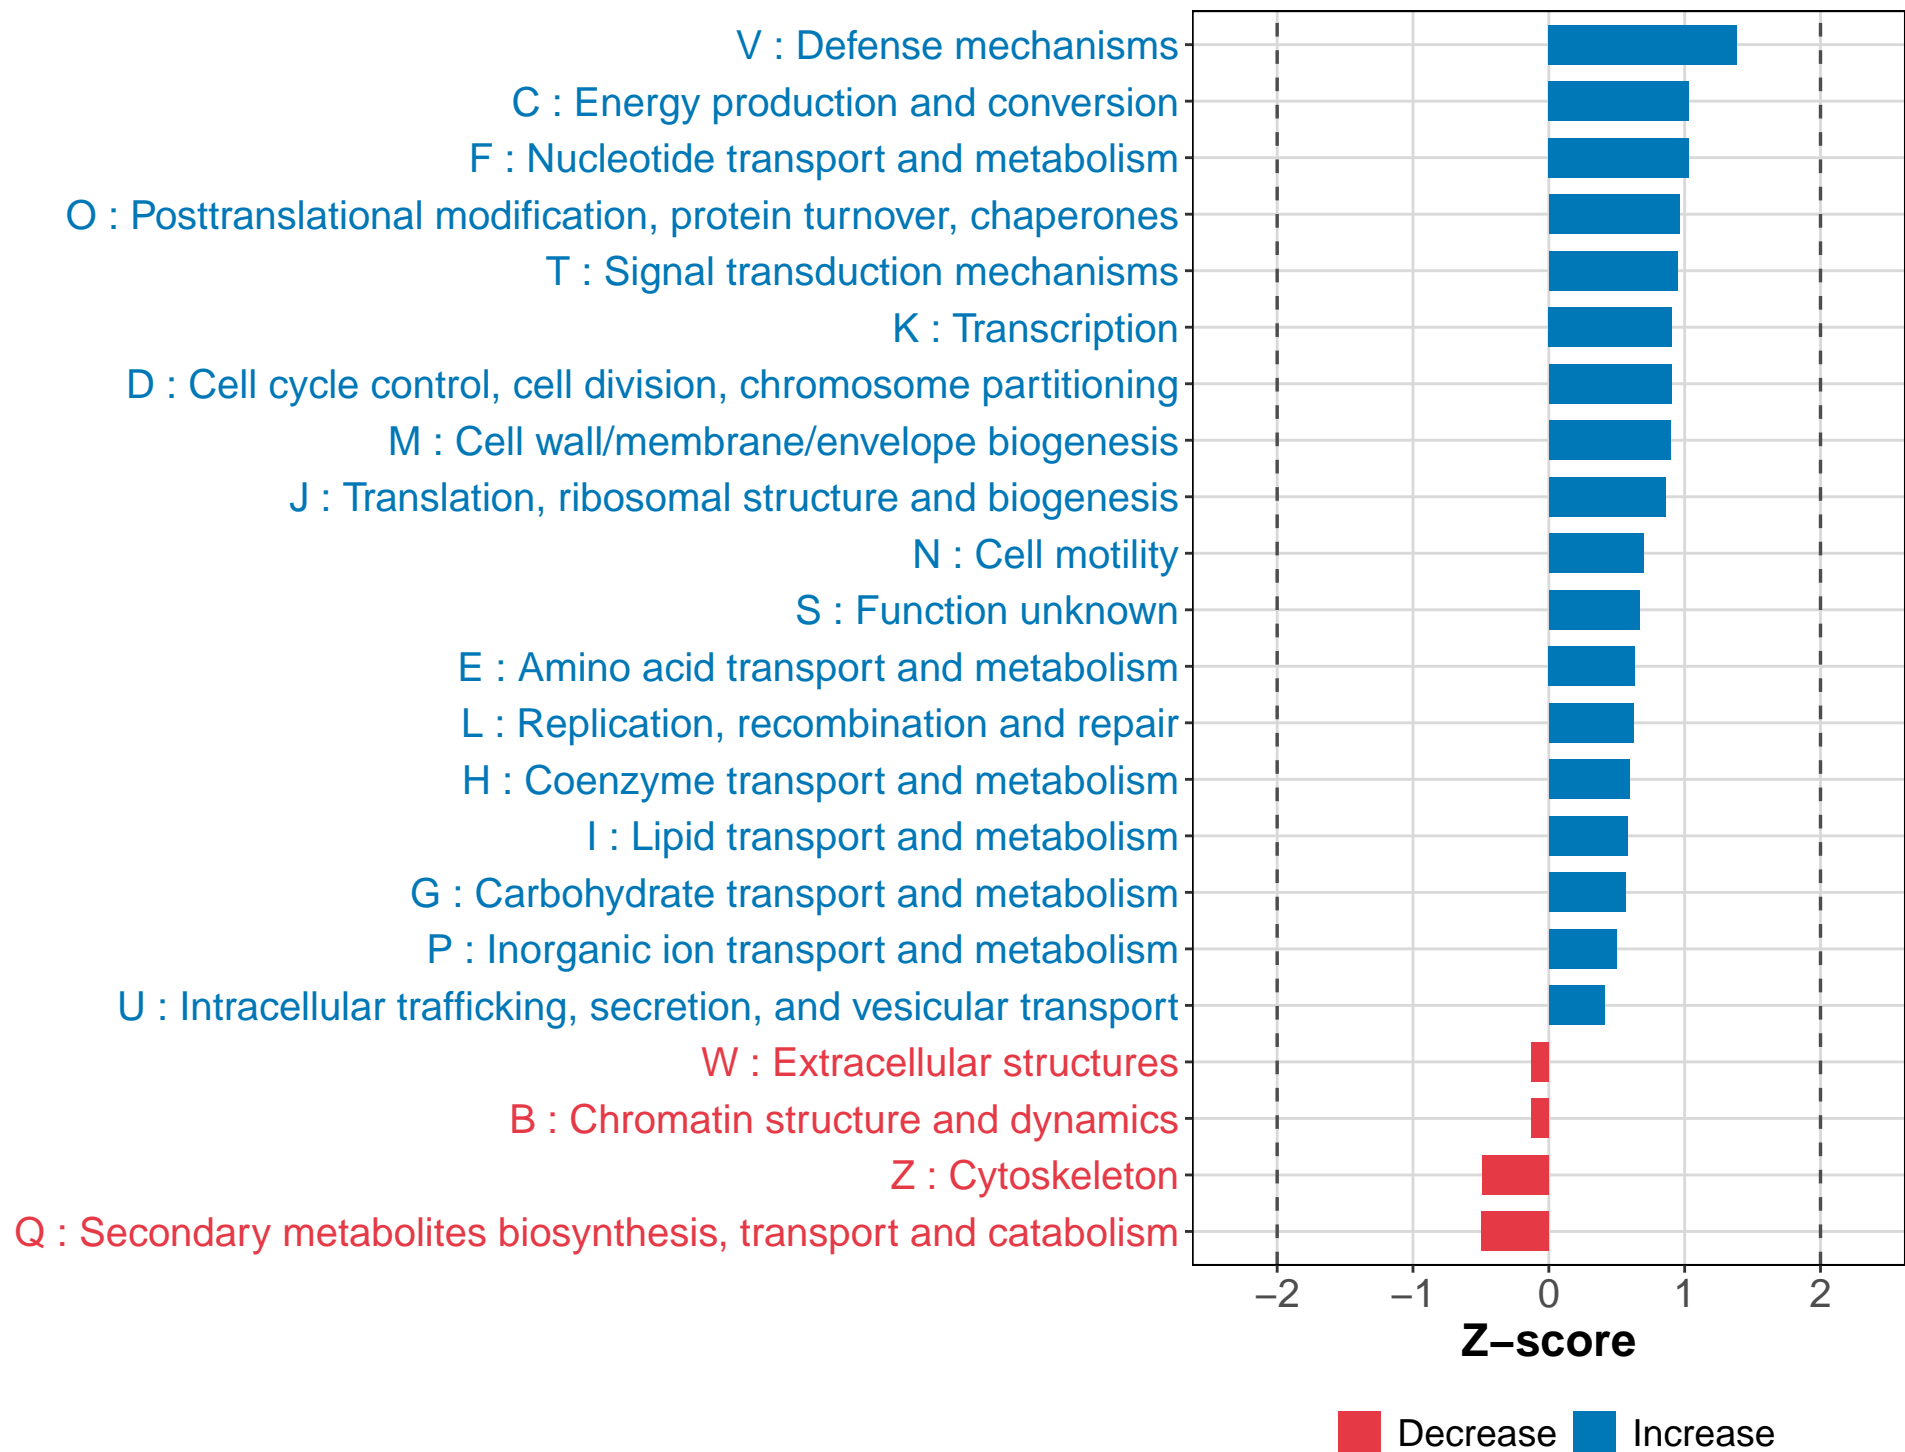 V : Defense mechanisms
C : Energy production and conversion
F : Nucleotide transport and metabolism
O : Posttranslational modification, protein turnover, chaperones
T : Signal transduction mechanisms
K : Transcription
D : Cell cycle control, cell division, chromosome partitioning
M : Cell wall/membrane/envelope biogenesis
J : Translation, ribosomal structure and biogenesis
N : Cell motility
S : Function unknown
E : Amino acid transport and metabolism
L : Replication, recombination and repair
H : Coenzyme transport and metabolism
I : Lipid transport and metabolism
G : Carbohydrate transport and metabolism
P : Inorganic ion transport and metabolism
U : Intracellular trafficking, secretion, and vesicular transport
W : Extracellular structures
B : Chromatin structure and dynamics
Z : Cytoskeleton
Q : Secondary metabolites biosynthesis, transport and catabolism
−2 −1 0 1 2
Z−score
Decrease Increase